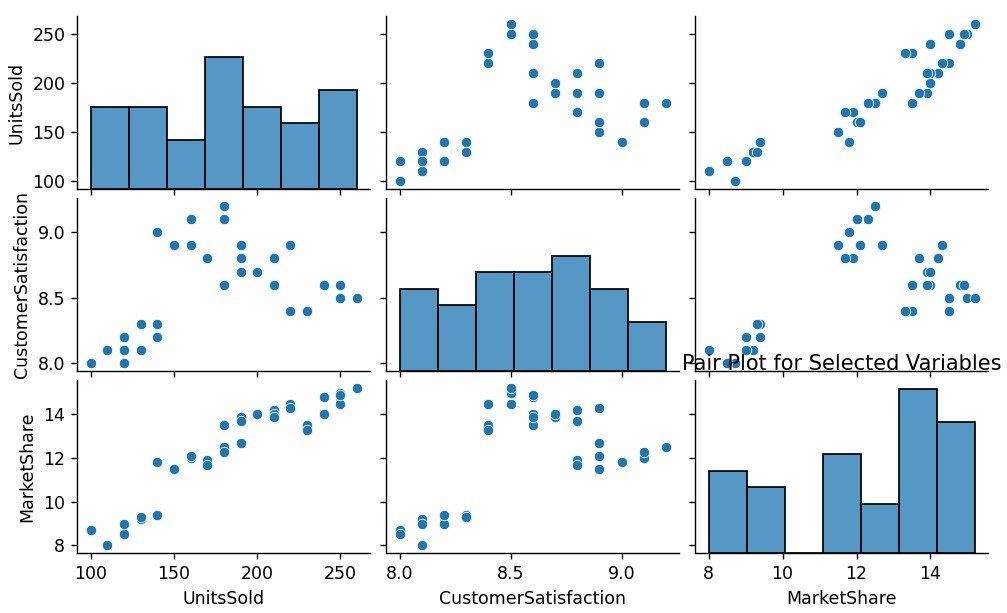 UnitsSold
250
200
150
100
CustomerSatisfaction
9.0
8.5
8.0
Pair Plot for Selected Variables
MarketShare
14
12
10
8
100 150 200 250
8.0 8.5 9.0
8 10 12 14
UnitsSold
CustomerSatisfaction
MarketShare